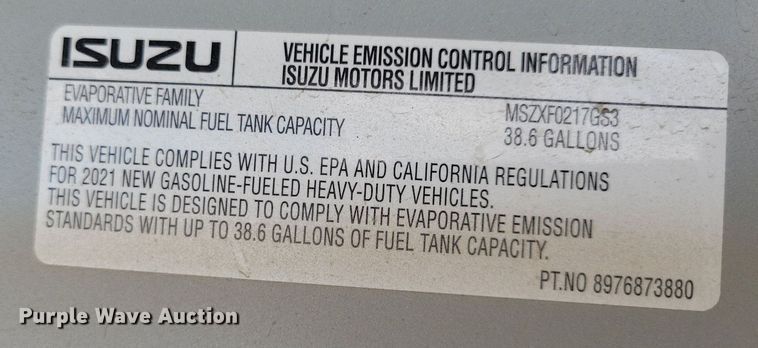 ISUZU
VEHICLE EMISSION CONTROL INFORMATION
ISUZU MOTORS LIMITED
EVAPORATIVE FAMILY MSZXF0217GS3
MAXIMUM NOMINAL FUEL TANK CAPACITY 38.6 GALLONS
THIS VEHICLE COMPLIES WITH U.S. EPA AND CALIFORNIA REGULATIONS
FOR 2021 NEW GASOLINE-FUELED HEAVY-DUTY VEHICLES.
THIS VEHICLE IS DESIGNED TO COMPLY WITH EVAPORATIVE EMISSION
STANDARDS WITH UP TO 38.6 GALLONS OF FUEL TANK CAPACITY.
PT.NO 8976873880
Purple Wave Auction